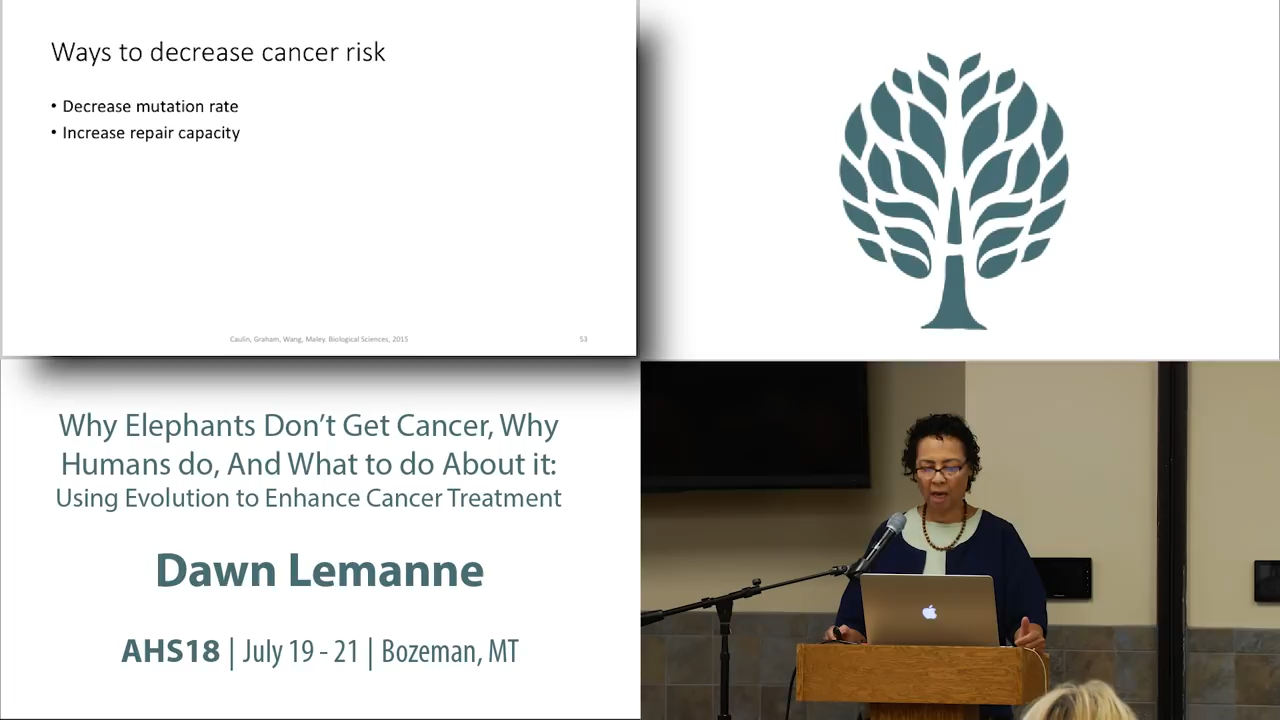 Ways to decrease cancer risk
• Decrease mutation rate
• Increase repair capacity
Caulin, Graham, Wang, Maley. Biological Sciences, 2015
53
Why Elephants Don’t Get Cancer, Why
Humans do, And What to do About it:
Using Evolution to Enhance Cancer Treatment
Dawn Lemanne
AHS18 | July 19 - 21 | Bozeman, MT